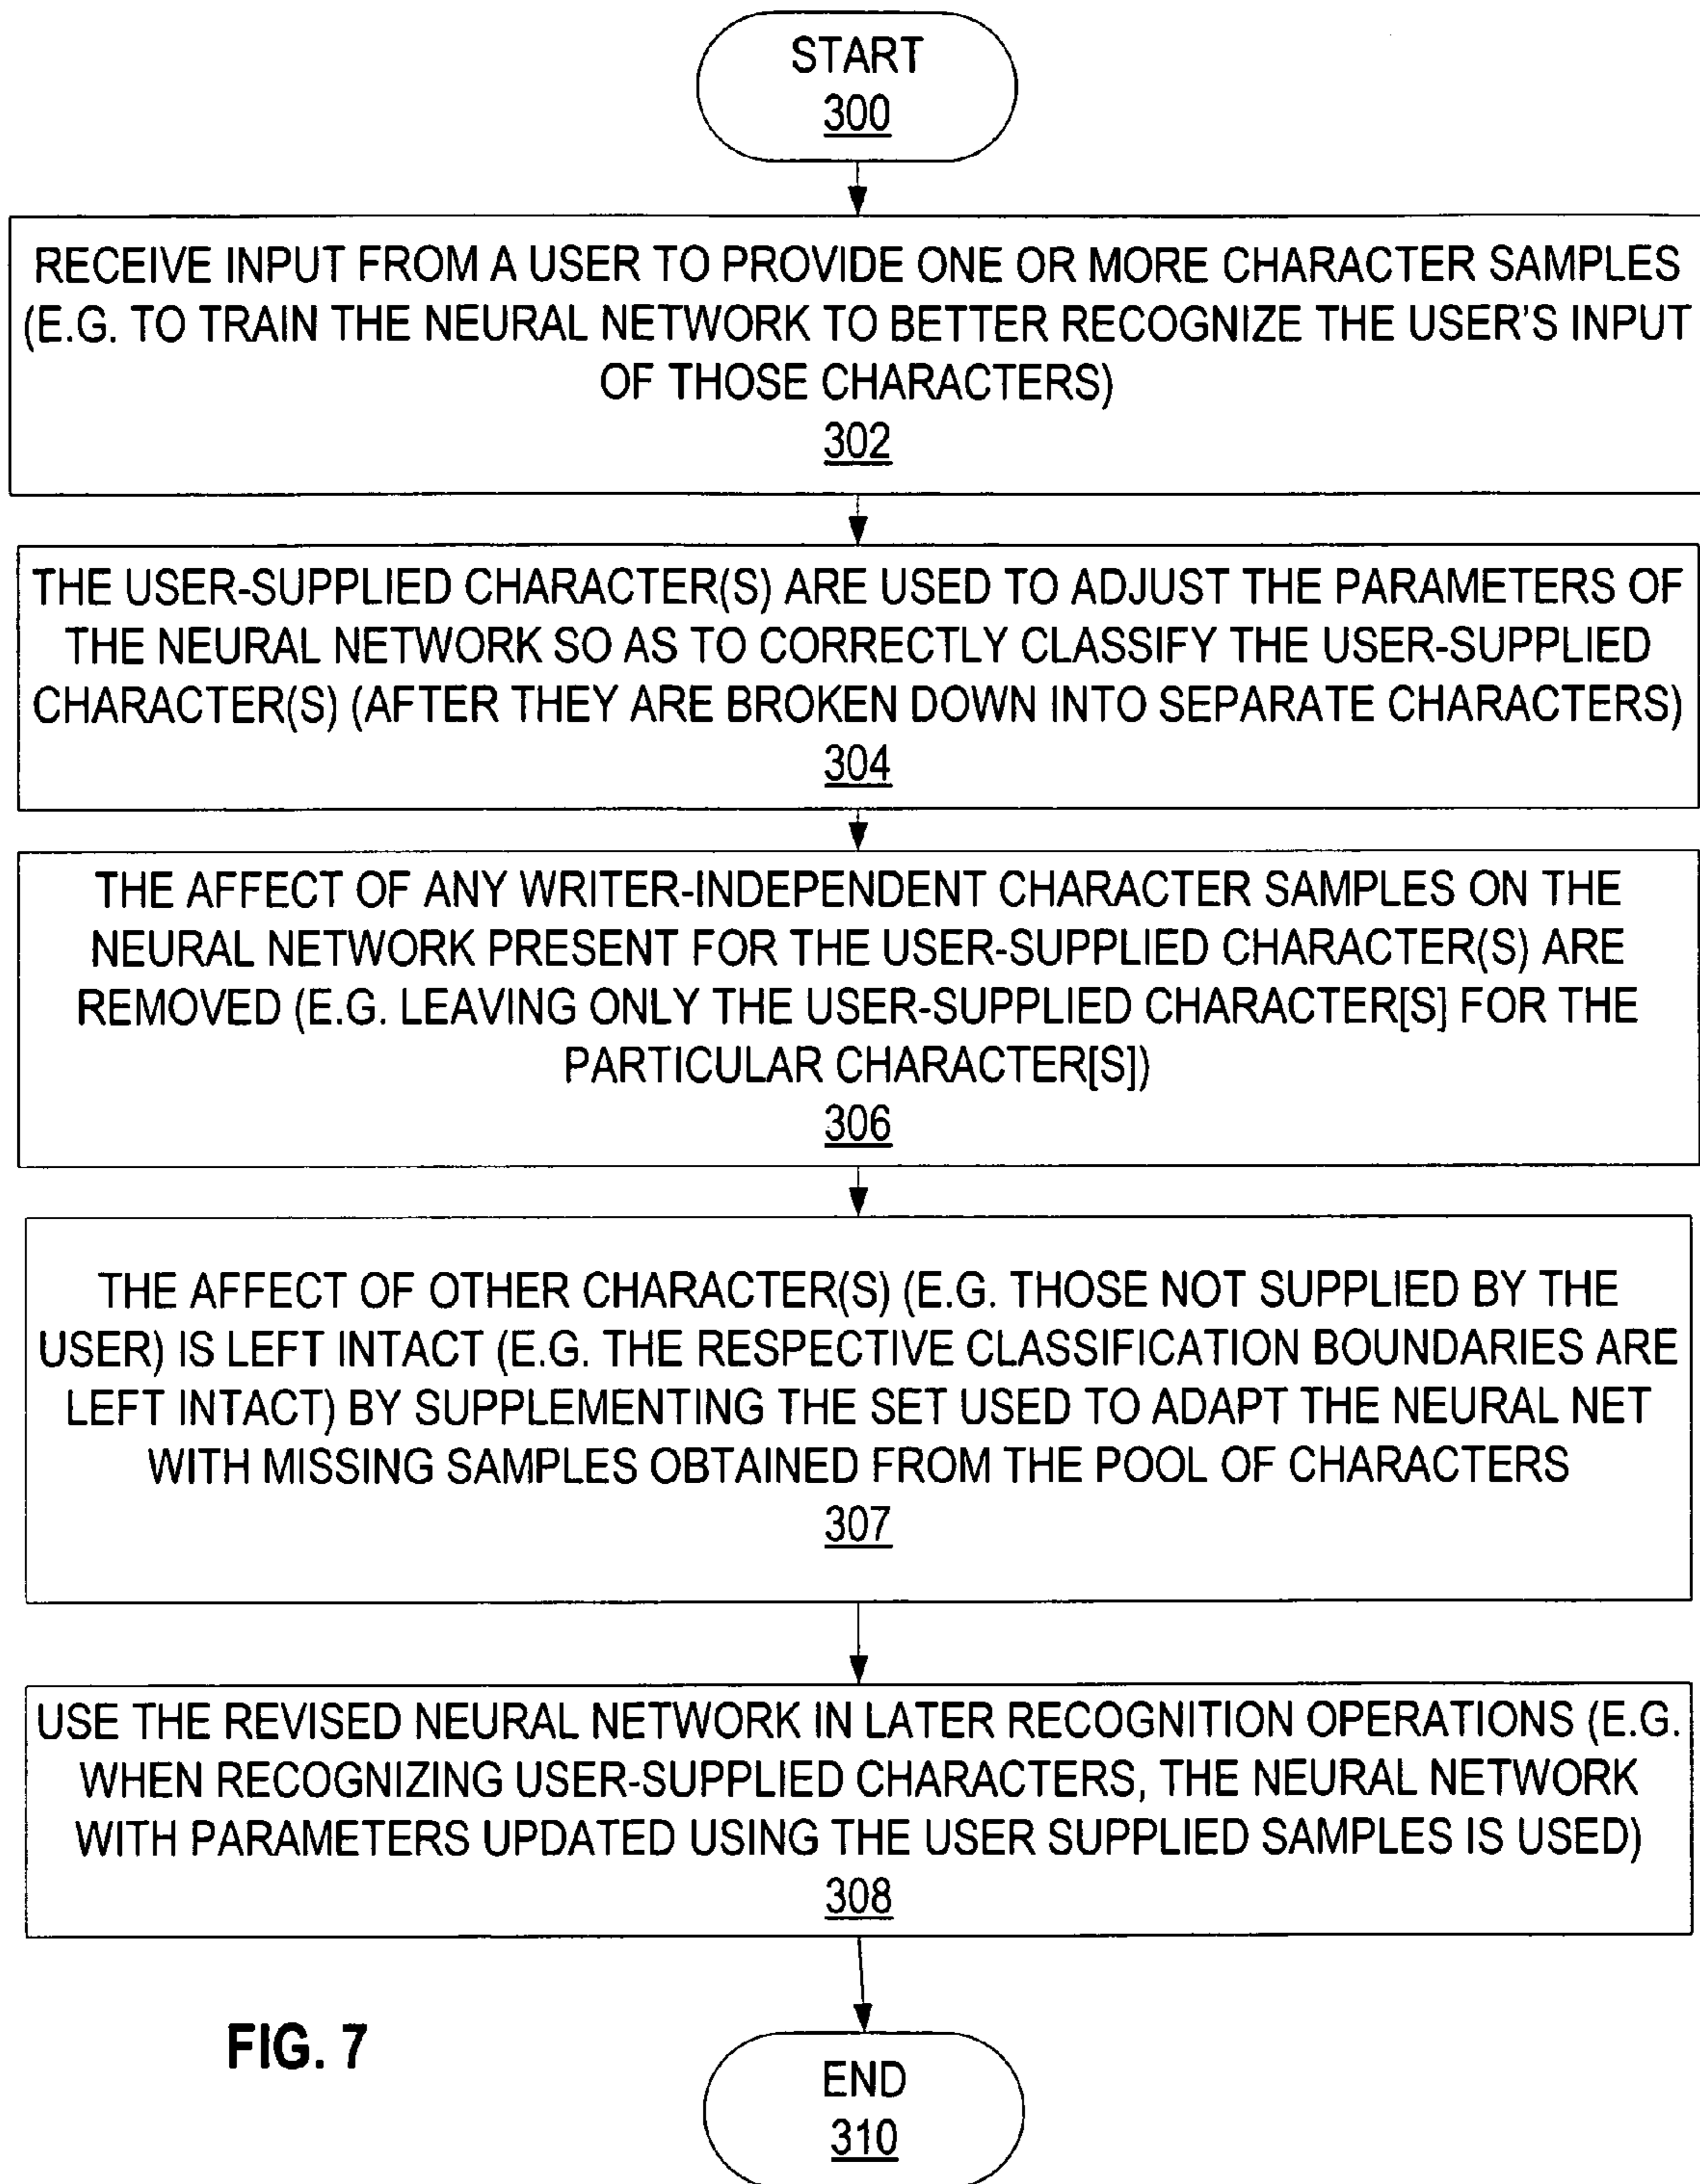 START
300
RECEIVE INPUT FROM A USER TO PROVIDE ONE OR MORE CHARACTER SAMPLES
(E.G. TO TRAIN THE NEURAL NETWORK TO BETTER RECOGNIZE THE USER'S INPUT
OF THOSE CHARACTERS)
302
THE USER-SUPPLIED CHARACTER(S) ARE USED TO ADJUST THE PARAMETERS OF
THE NEURAL NETWORK SO AS TO CORRECTLY CLASSIFY THE USER-SUPPLIED
CHARACTER(S) (AFTER THEY ARE BROKEN DOWN INTO SEPARATE CHARACTERS)
304
THE AFFECT OF ANY WRITER-INDEPENDENT CHARACTER SAMPLES ON THE
NEURAL NETWORK PRESENT FOR THE USER-SUPPLIED CHARACTER(S) ARE
REMOVED (E.G. LEAVING ONLY THE USER-SUPPLIED CHARACTER[S] FOR THE
PARTICULAR CHARACTER[S])
306
THE AFFECT OF OTHER CHARACTER(S) (E.G. THOSE NOT SUPPLIED BY THE
USER) IS LEFT INTACT (E.G. THE RESPECTIVE CLASSIFICATION BOUNDARIES ARE
LEFT INTACT) BY SUPPLEMENTING THE SET USED TO ADAPT THE NEURAL NET
WITH MISSING SAMPLES OBTAINED FROM THE POOL OF CHARACTERS
307
USE THE REVISED NEURAL NETWORK IN LATER RECOGNITION OPERATIONS (E.G.
WHEN RECOGNIZING USER-SUPPLIED CHARACTERS, THE NEURAL NETWORK
WITH PARAMETERS UPDATED USING THE USER SUPPLIED SAMPLES IS USED)
308
FIG. 7
END
310